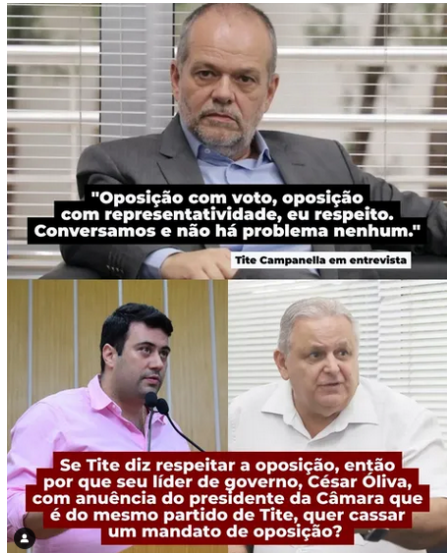 "Oposição com voto, oposição
com representatividade, eu respeito.
Conversamos e não há problema nenhum."
Tite Campanella em entrevista
Se Tite diz respeitar a oposição, então
por que seu líder de governo, César Óliva,
com anuência do presidente da Câmara que
é do mesmo partido de Tite, quer cassar
um mandato de oposição?